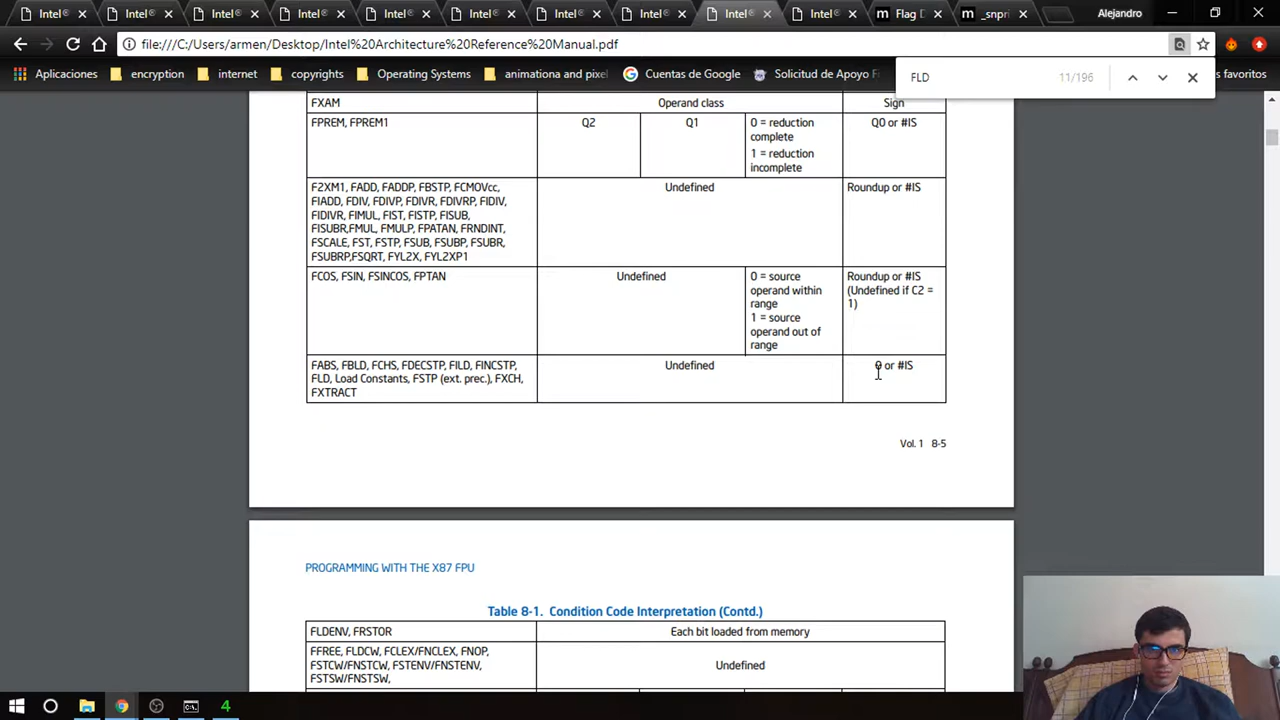 Intel®
Intel®
Intel®
Intel®
Intel®
Intel®
Intel®
Intel®
Intel®
Intel®
Flag D
_snpri
Alejandro
file:///C:/Users/armen/Desktop/Intel%20Architecture%20Reference%20Manual.pdf
Aplicaciones
encryption
internet
copyrights
Operating Systems
animationa and pixel
Cuentas de Google
Solicitud de Apoyo F
os favoritos
FLD
11/196
FXAM
Operand class
Sign
FPREM, FPREM1
Q2
Q1
0 = reduction
complete
1 = reduction
incomplete
Q0 or #IS
F2XM1, FADD, FADDP, FBSTP, FCMOVcc,
FIADD, FDIV, FDIVP, FDIVR, FDIVRP, FIDIV,
FIDIVR, FIMUL, FIST, FISTP, FISUB,
FISUBR,FMUL, FMULP, FPATAN, FRNDINT,
FSCALE, FST, FSTP, FSUB, FSUBP, FSUBR,
FSUBRP,FSQRT, FYL2X, FYL2XP1
Undefined
Roundup or #IS
FCOS, FSIN, FSINCOS, FPTAN
Undefined
0 = source
operand within
range
1 = source
operand out of
range
Roundup or #IS
(Undefined if C2 =
1)
FABS, FBLD, FCHS, FDECSTP, FILD, FINCSTP,
FLD, Load Constants, FSTP (ext. prec.), FXCH,
FXTRACT
Undefined
0 or #IS
Vol. 1 8-5
PROGRAMMING WITH THE X87 FPU
Table 8-1. Condition Code Interpretation (Contd.)
FLDENV, FRSTOR
Each bit loaded from memory
FFREE, FLDCW, FCLEX/FNCLEX, FNOP,
FSTCW/FNSTCW, FSTENV/FNSTENV,
FSTSW/FNSTSW,
Undefined